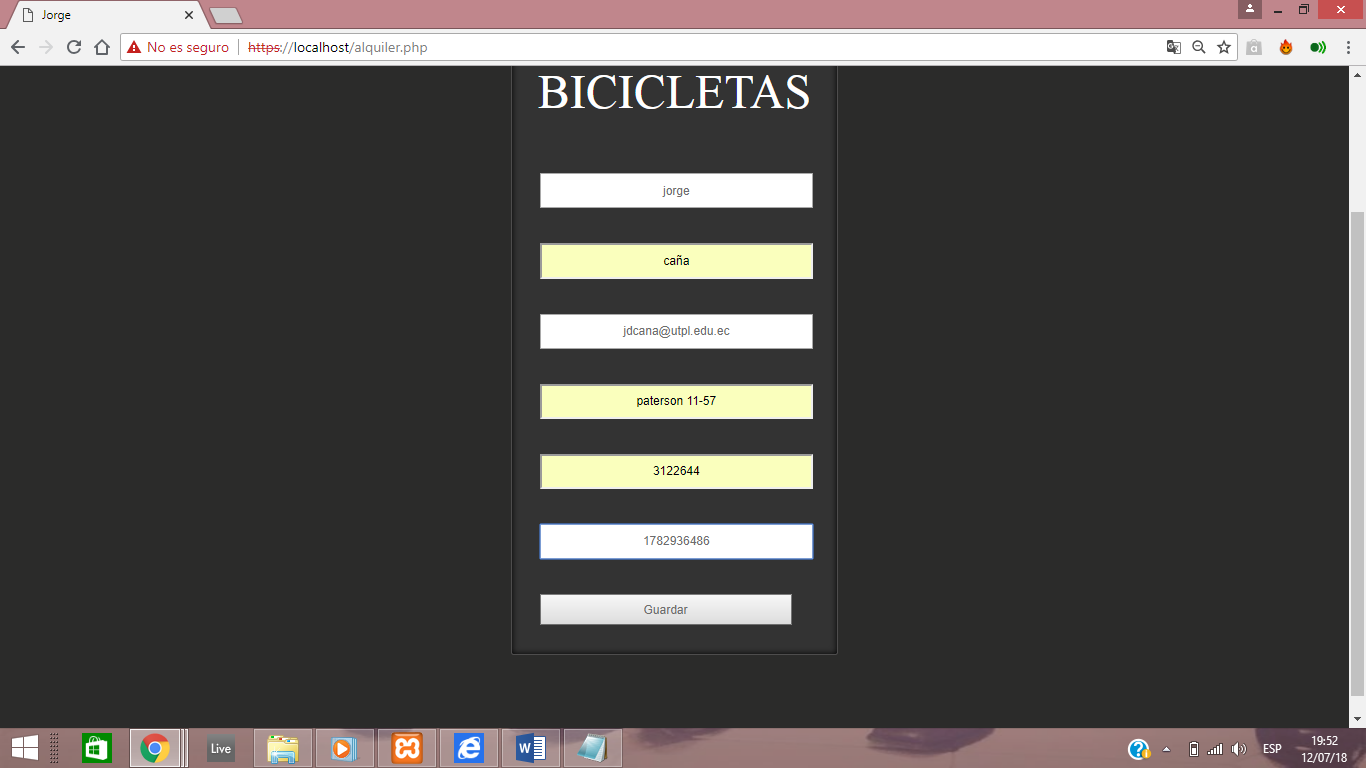 Jorge
No es seguro https://localhost/alquiler.php
BICICLETAS
jorge
caña
jdcana@utpl.edu.ec
paterson 11-57
3122644
1782936486
Guardar
Live
ESP
19:52
12/07/18